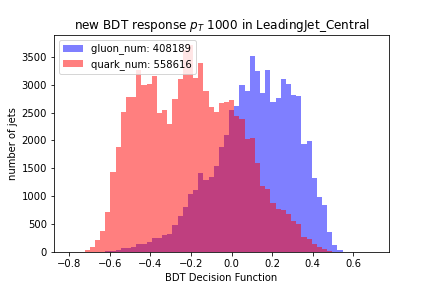 new BDT response $p_T$ 1000 in LeadingJet_Central
gluon_num: 408189
quark_num: 558616
number of jets
3500
3000
2500
2000
1500
1000
500
0
−0.8 −0.6 −0.4 −0.2 0.0 0.2 0.4 0.6
BDT Decision Function